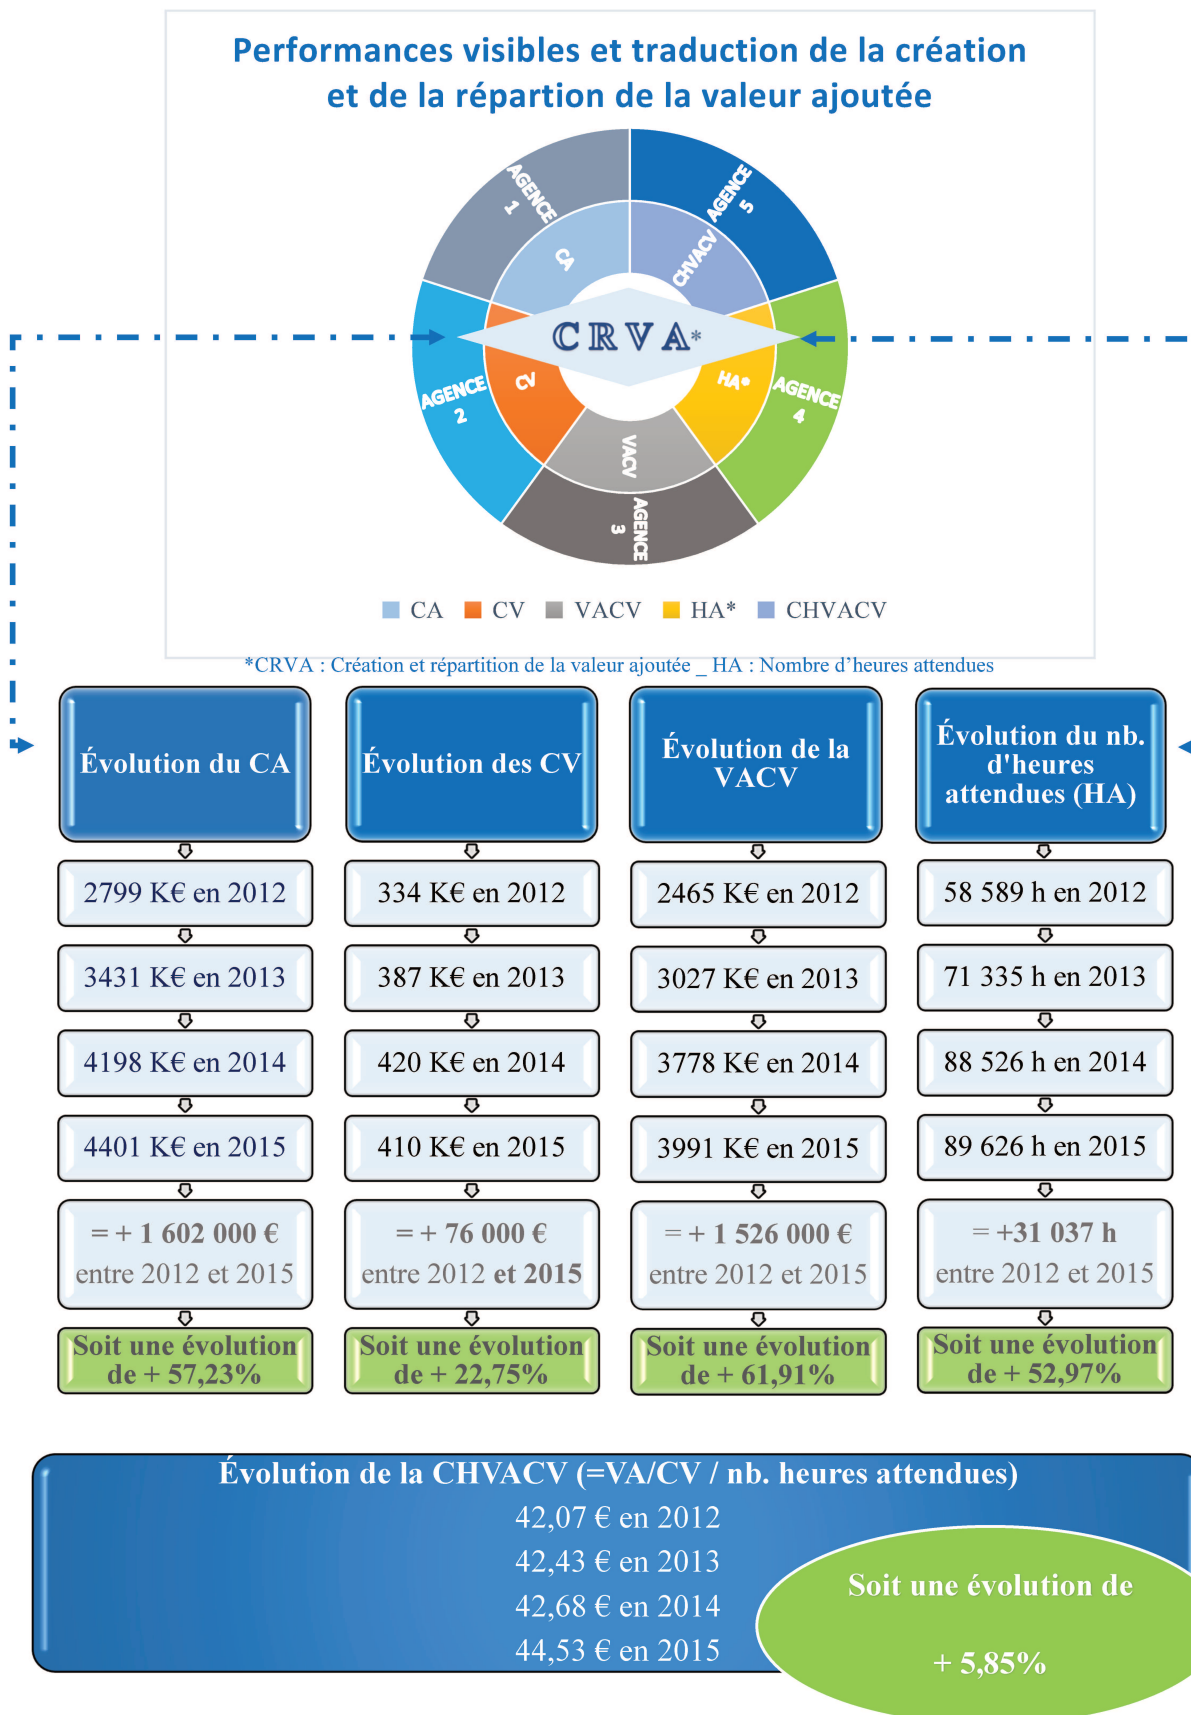 Performances visibles et traduction de la création
et de la répartion de la valeur ajoutée
AGENCE
1
AGENCE
5
CA
CHVACV
C R V A*
AGENCE
2
CV
HA*
AGENCE
4
VACV
AGENCE
3
CA CV VACV HA* CHVACV
*CRVA : Création et répartition de la valeur ajoutée _ HA : Nombre d’heures attendues
Évolution du CA
2799 K€ en 2012
3431 K€ en 2013
4198 K€ en 2014
4401 K€ en 2015
= + 1 602 000 €
entre 2012 et 2015
Soit une évolution
de + 57,23%
Évolution des CV
334 K€ en 2012
387 K€ en 2013
420 K€ en 2014
410 K€ en 2015
= + 76 000 €
entre 2012 et 2015
Soit une évolution
de + 22,75%
Évolution de la
VACV
2465 K€ en 2012
3027 K€ en 2013
3778 K€ en 2014
3991 K€ en 2015
= + 1 526 000 €
entre 2012 et 2015
Soit une évolution
de + 61,91%
Évolution du nb.
d'heures
attendues (HA)
58 589 h en 2012
71 335 h en 2013
88 526 h en 2014
89 626 h en 2015
= +31 037 h
entre 2012 et 2015
Soit une évolution
de + 52,97%
Évolution de la CHVACV (=VA/CV / nb. heures attendues)
42,07 € en 2012
42,43 € en 2013
42,68 € en 2014
44,53 € en 2015
Soit une évolution de
+ 5,85%